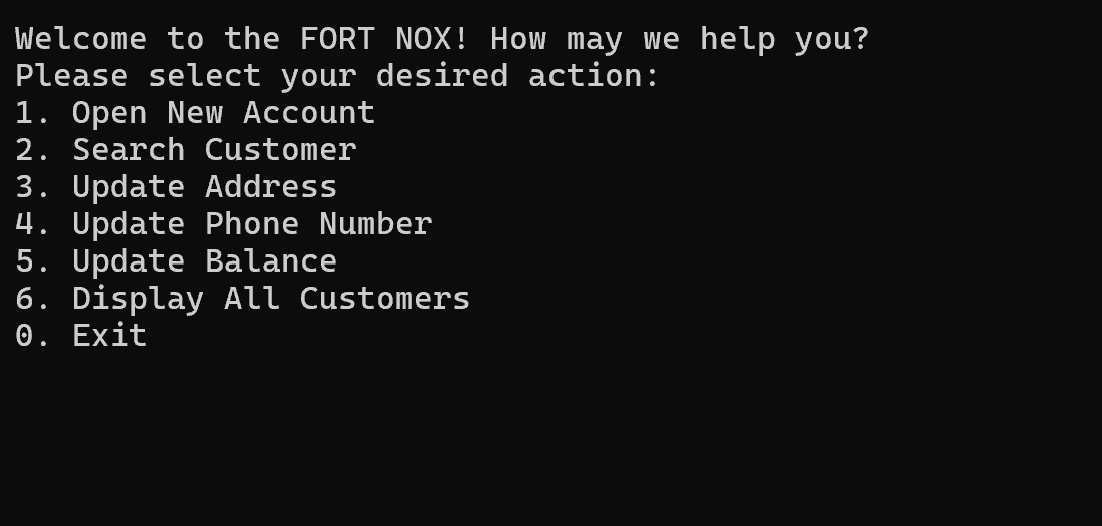 Welcome to the FORT NOX! How may we help you?
Please select your desired action:
1. Open New Account
2. Search Customer
3. Update Address
4. Update Phone Number
5. Update Balance
6. Display All Customers
0. Exit